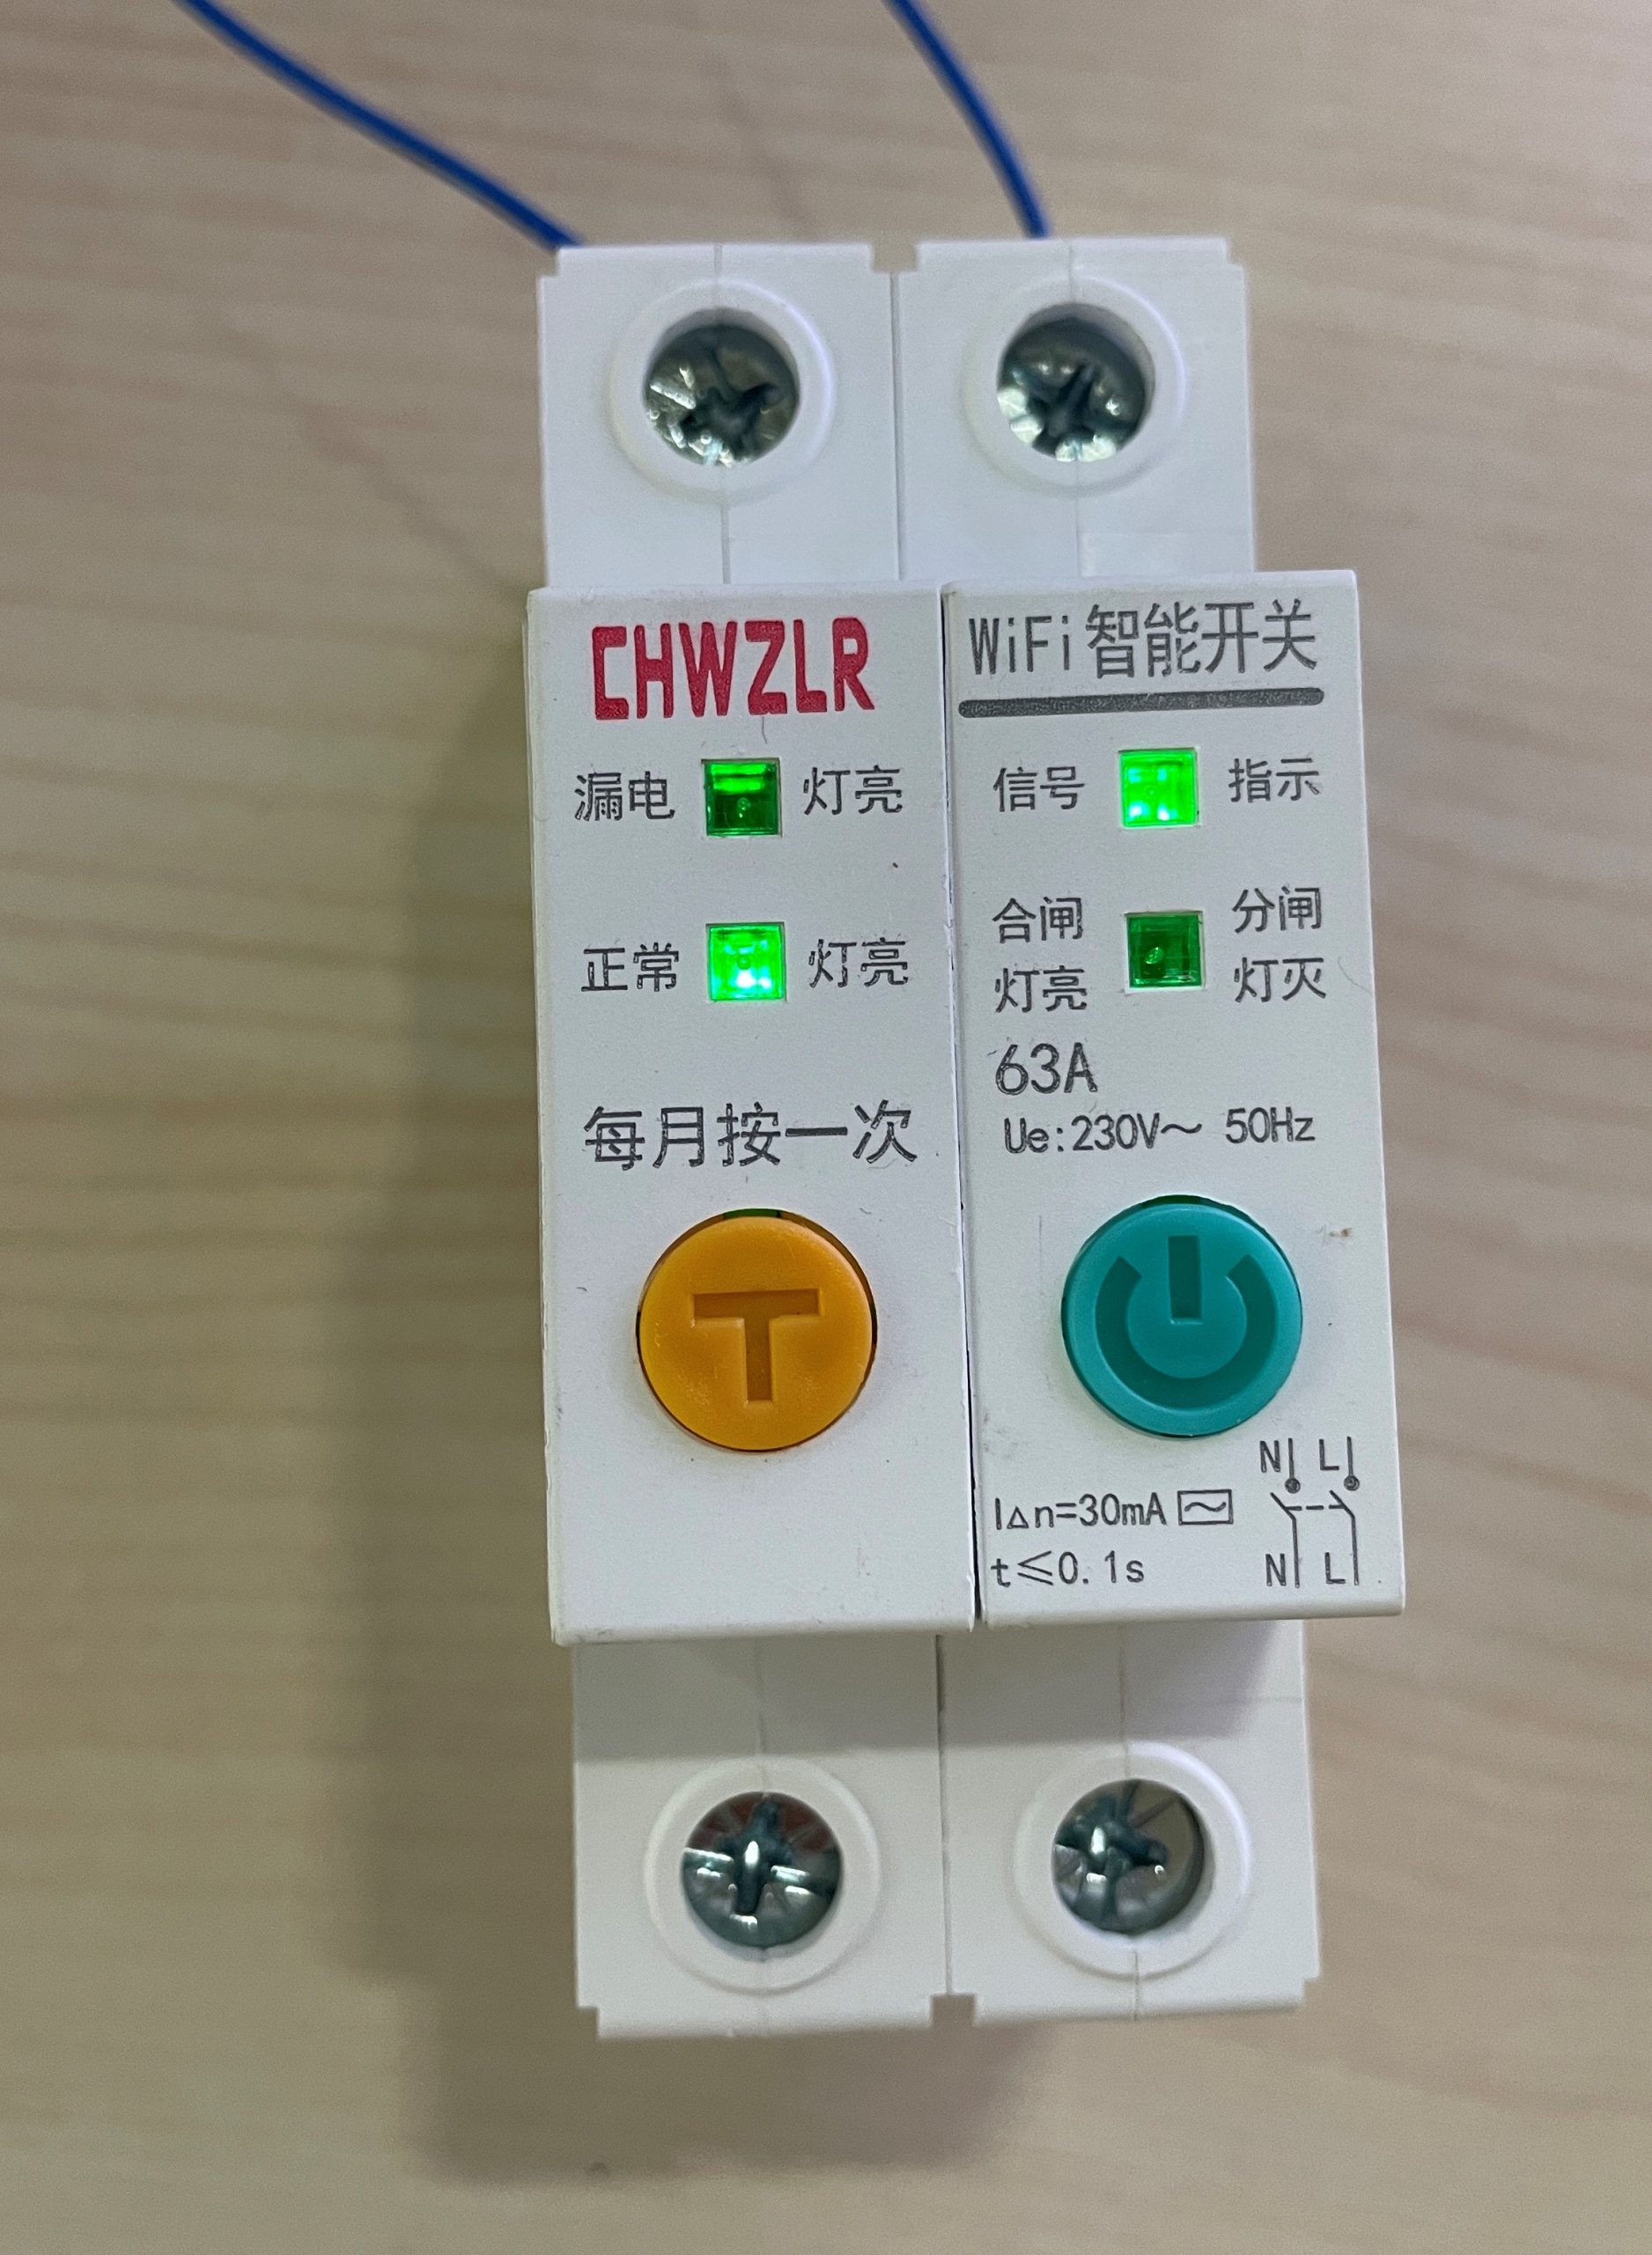 CHWZLR
漏电 灯亮
正常 灯亮
每月按一次
T
WiFi智能开关
信号 指示
合闸 分闸
灯亮 灯灭
63A
Ue:230V～ 50Hz
N L
I△n=30mA
t≤0.1s
N L